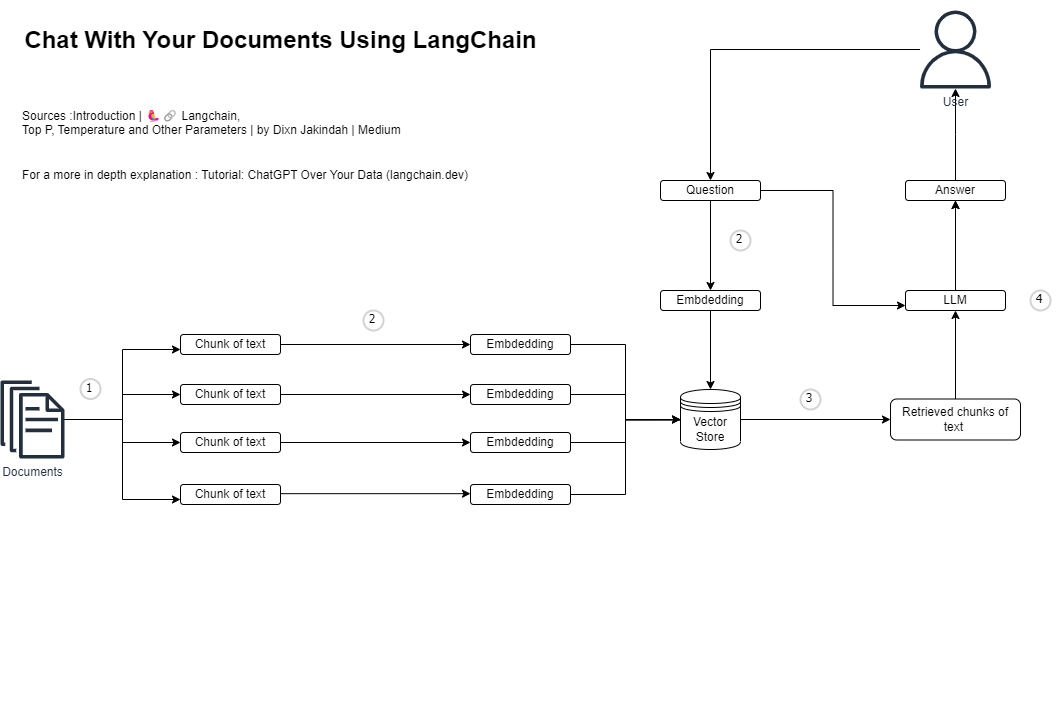 Chat With Your Documents Using LangChain
Sources :Introduction | 🦜🔗 Langchain,
Top P, Temperature and Other Parameters | by Dixn Jakindah | Medium
For a more in depth explanation : Tutorial: ChatGPT Over Your Data (langchain.dev)
User
Question
Answer
2
Embdedding
LLM
4
2
Chunk of text
Embdedding
1
Chunk of text
Embdedding
3
Vector
Store
Retrieved chunks of
text
Chunk of text
Embdedding
Documents
Chunk of text
Embdedding